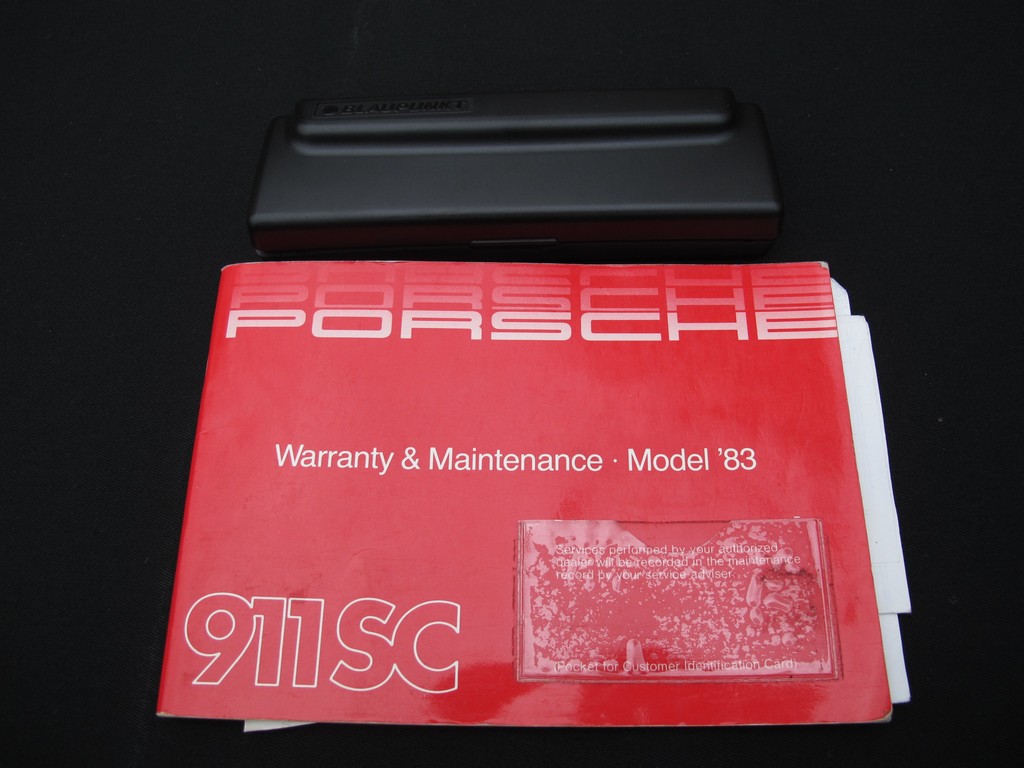 BLAUPUNKT
PORSCHE
PORSCHE
PORSCHE
Warranty & Maintenance · Model '83
Services performed by your authorized
dealer will be recorded in the maintenance
record by your service adviser.
911SC
(Pocket for Customer Identification Card)